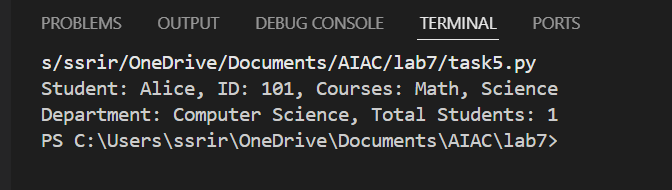 PROBLEMS OUTPUT DEBUG CONSOLE TERMINAL PORTS
s/ssrir/OneDrive/Documents/AIAC/lab7/task5.py
Student: Alice, ID: 101, Courses: Math, Science
Department: Computer Science, Total Students: 1
PS C:\Users\ssrir\OneDrive\Documents\AIAC\lab7>